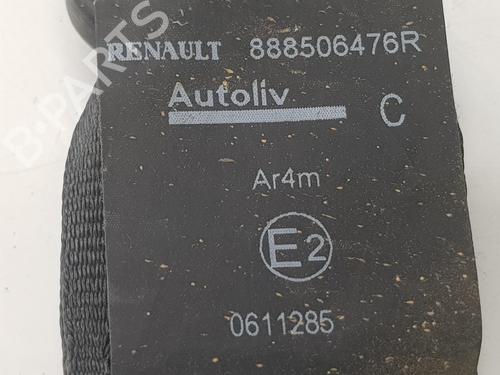 RENAULT 888506476R
Autoliv
C
Ar4m
E2
0611285
B-PARTS